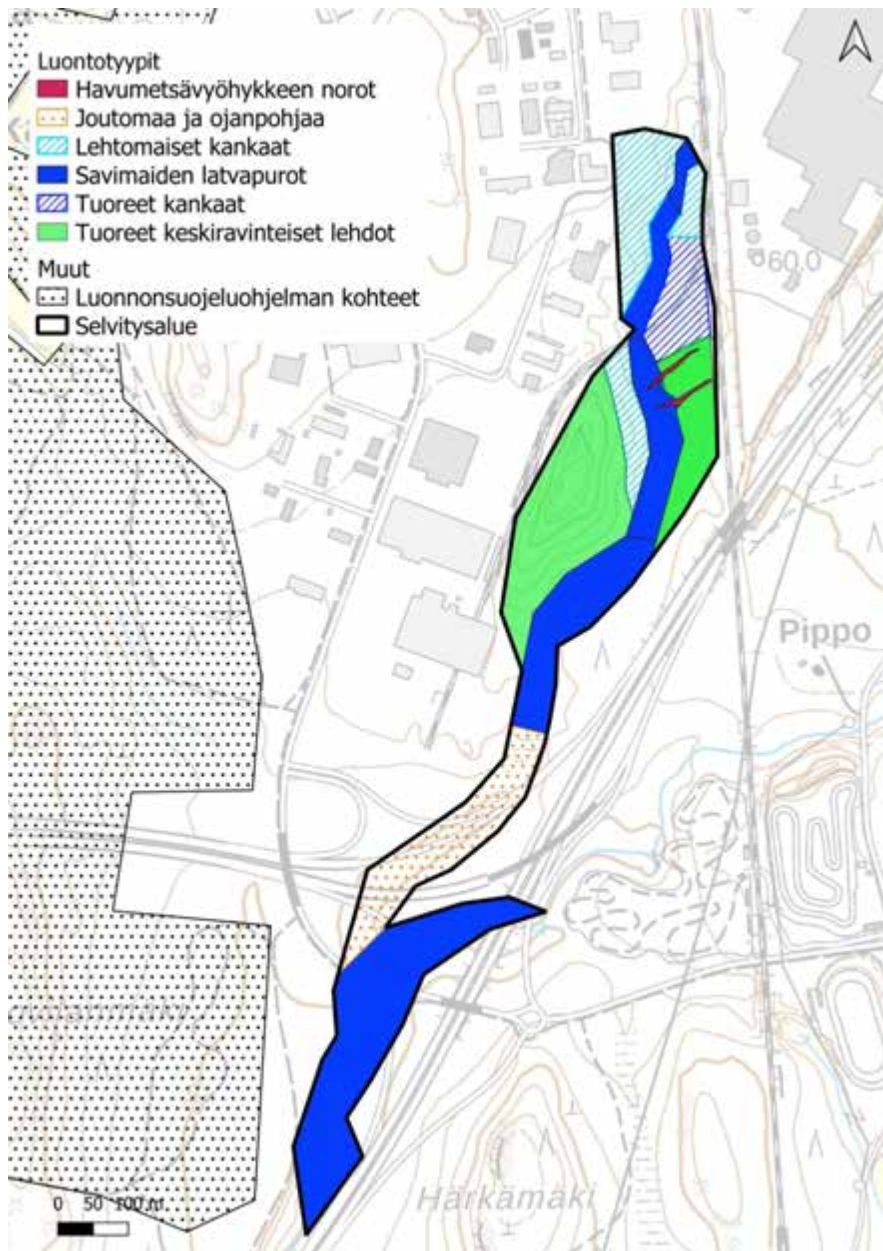 Luontotyypit
Havumetsävyöhykkeen norot
Joutomaa ja ojanpohjaa
Lehtomaiset kankaat
Savimaiden latvapurot
Tuoreet kankaat
Tuoreet keskiravinteiset lehdot
Muut
Luonnonsuojeluohjelman kohteet
Selvitysalue
60.0
Pippo
Härkämäki
0 50 100 m